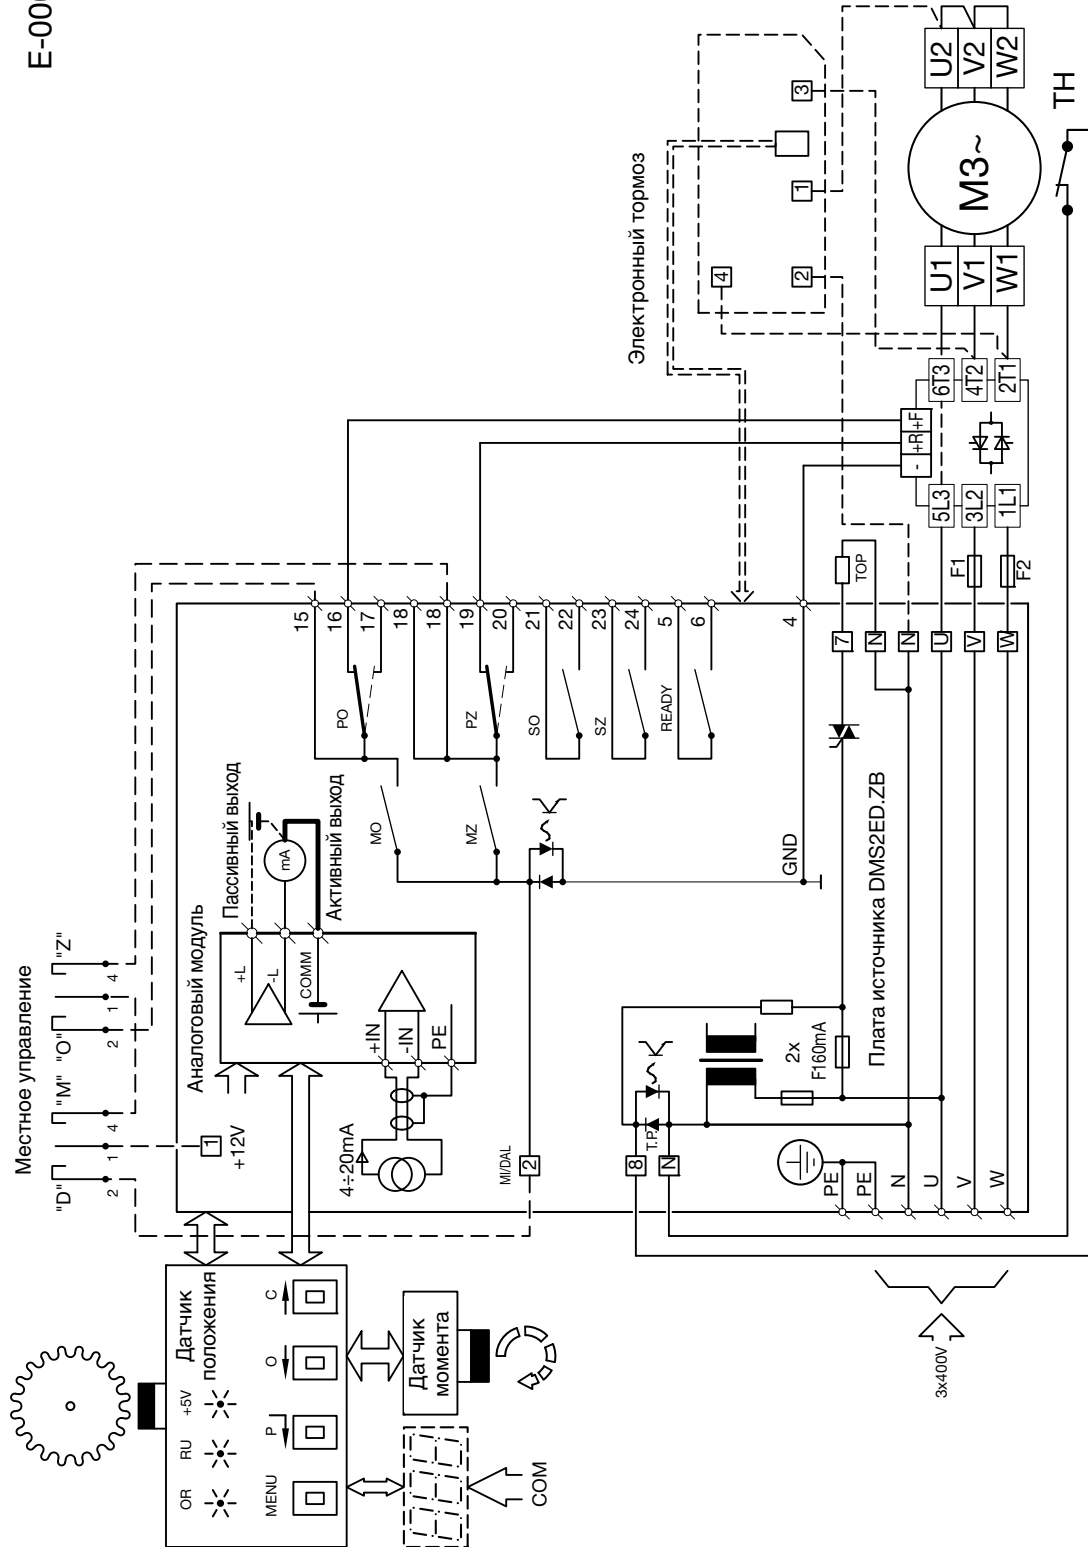 E-00
Местное управление
"D" "M" "O" "Z"
2 1 4 2 1 4
1
+12V
Аналоговый модуль
Пассивный выход
Активный выход
+L
-L
COMM
mA
+IN
-IN
PE
4÷20mA
MI/DAL
2
OR RU +5V
Датчик
положения
MENU P O C
Датчик
момента
COM
MO
MZ
PO
PZ
SO
SZ
READY
15
16
17
18
18
19
20
21
22
23
24
5
6
4
GND
Электронный тормоз
4
2
1
3
8
N
T.P.
2x
F160mA
Плата источника DMS2ED.ZB
7
N
N
U
V
W
TOP
F1
F2
PE
PE
N
U
V
W
3x400V
- +R +F
5L3
3L2
1L1
6T3
4T2
2T1
U1
V1
W1
M3~
U2
V2
W2
TH